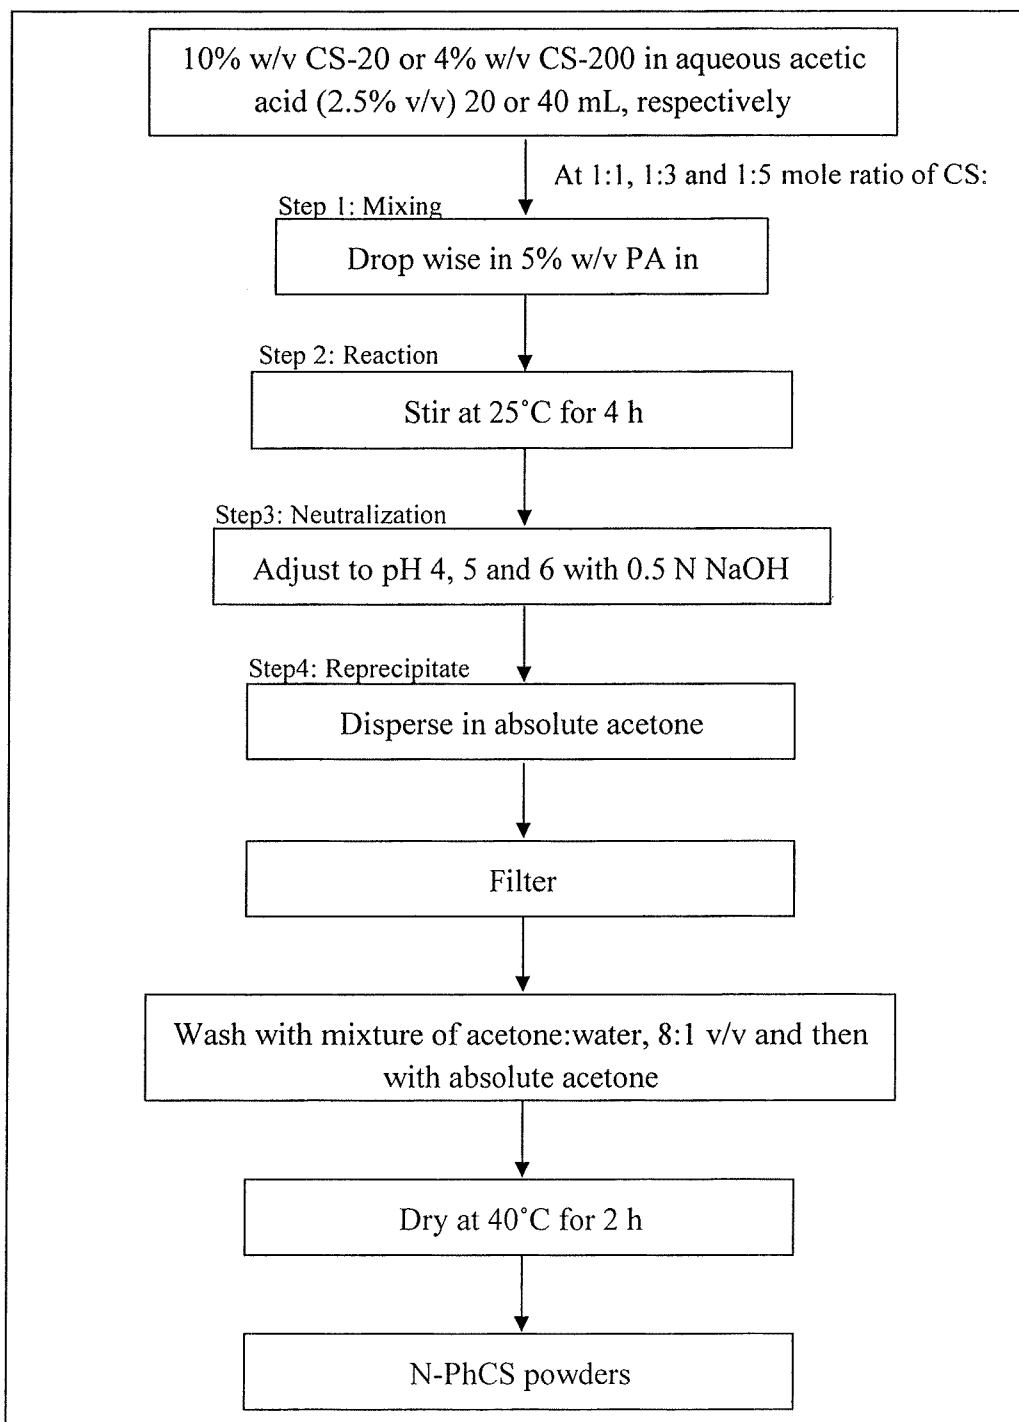 10% w/v CS-20 or 4% w/v CS-200 in aqueous acetic
acid (2.5% v/v) 20 or 40 mL, respectively
At 1:1, 1:3 and 1:5 mole ratio of CS:
Step 1: Mixing
Drop wise in 5% w/v PA in
Step 2: Reaction
Stir at 25˚C for 4 h
Step3: Neutralization
Adjust to pH 4, 5 and 6 with 0.5 N NaOH
Step4: Reprecipitate
Disperse in absolute acetone
Filter
Wash with mixture of acetone:water, 8:1 v/v and then
with absolute acetone
Dry at 40˚C for 2 h
N-PhCS powders